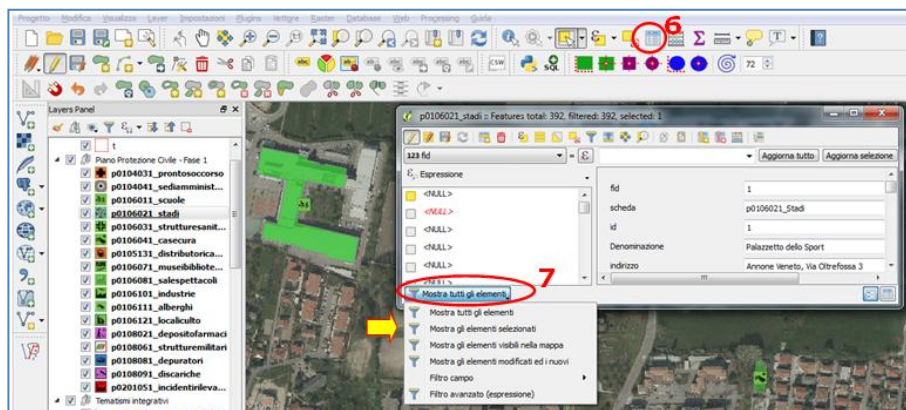 Progetto Modifica Visualizza Layer Impostazioni Plugins Vettore Raster Database Web Processing Guida
6
CSW SQL 72
Layers Panel
t
Piano Protezione Civile - Fase 1
p0104031_prontosoccorso
p0104041_sediamminist...
p0106011_scuole
p0106021_stadi
p0106031_strutturesanit...
p0106041_casecura
p0105131_distributorica...
p0106071_museibibliote...
p0106081_salespettacoli
p0106101_industrie
p0106111_alberghi
p0106121_localiculto
p0108021_depositofarmaci
p0108061_strutturemilitari
p0108081_depuratori
p0108091_discariche
p0201051_incidentirileva...
Tematismi integrativi
p0106021_stadi :: Features total: 392, filtered: 392, selected: 1
123 fid = ε Aggiorna tutto Aggiorna selezione
Espressione
<NULL>
<NULL>
<NULL>
<NULL>
<NULL>
<NULL>
fid 1
scheda p0106021_Stadi
id 1
Denominazione Palazzetto dello Sport
indirizzo Annone Veneto, Via Oltrefossa 3
7
Mostra tutti gli elementi
Mostra tutti gli elementi
Mostra gli elementi selezionati
Mostra gli elementi visibili nella mappa
Mostra gli elementi modificati ed i nuovi
Filtro campo
Filtro avanzato (espressione)